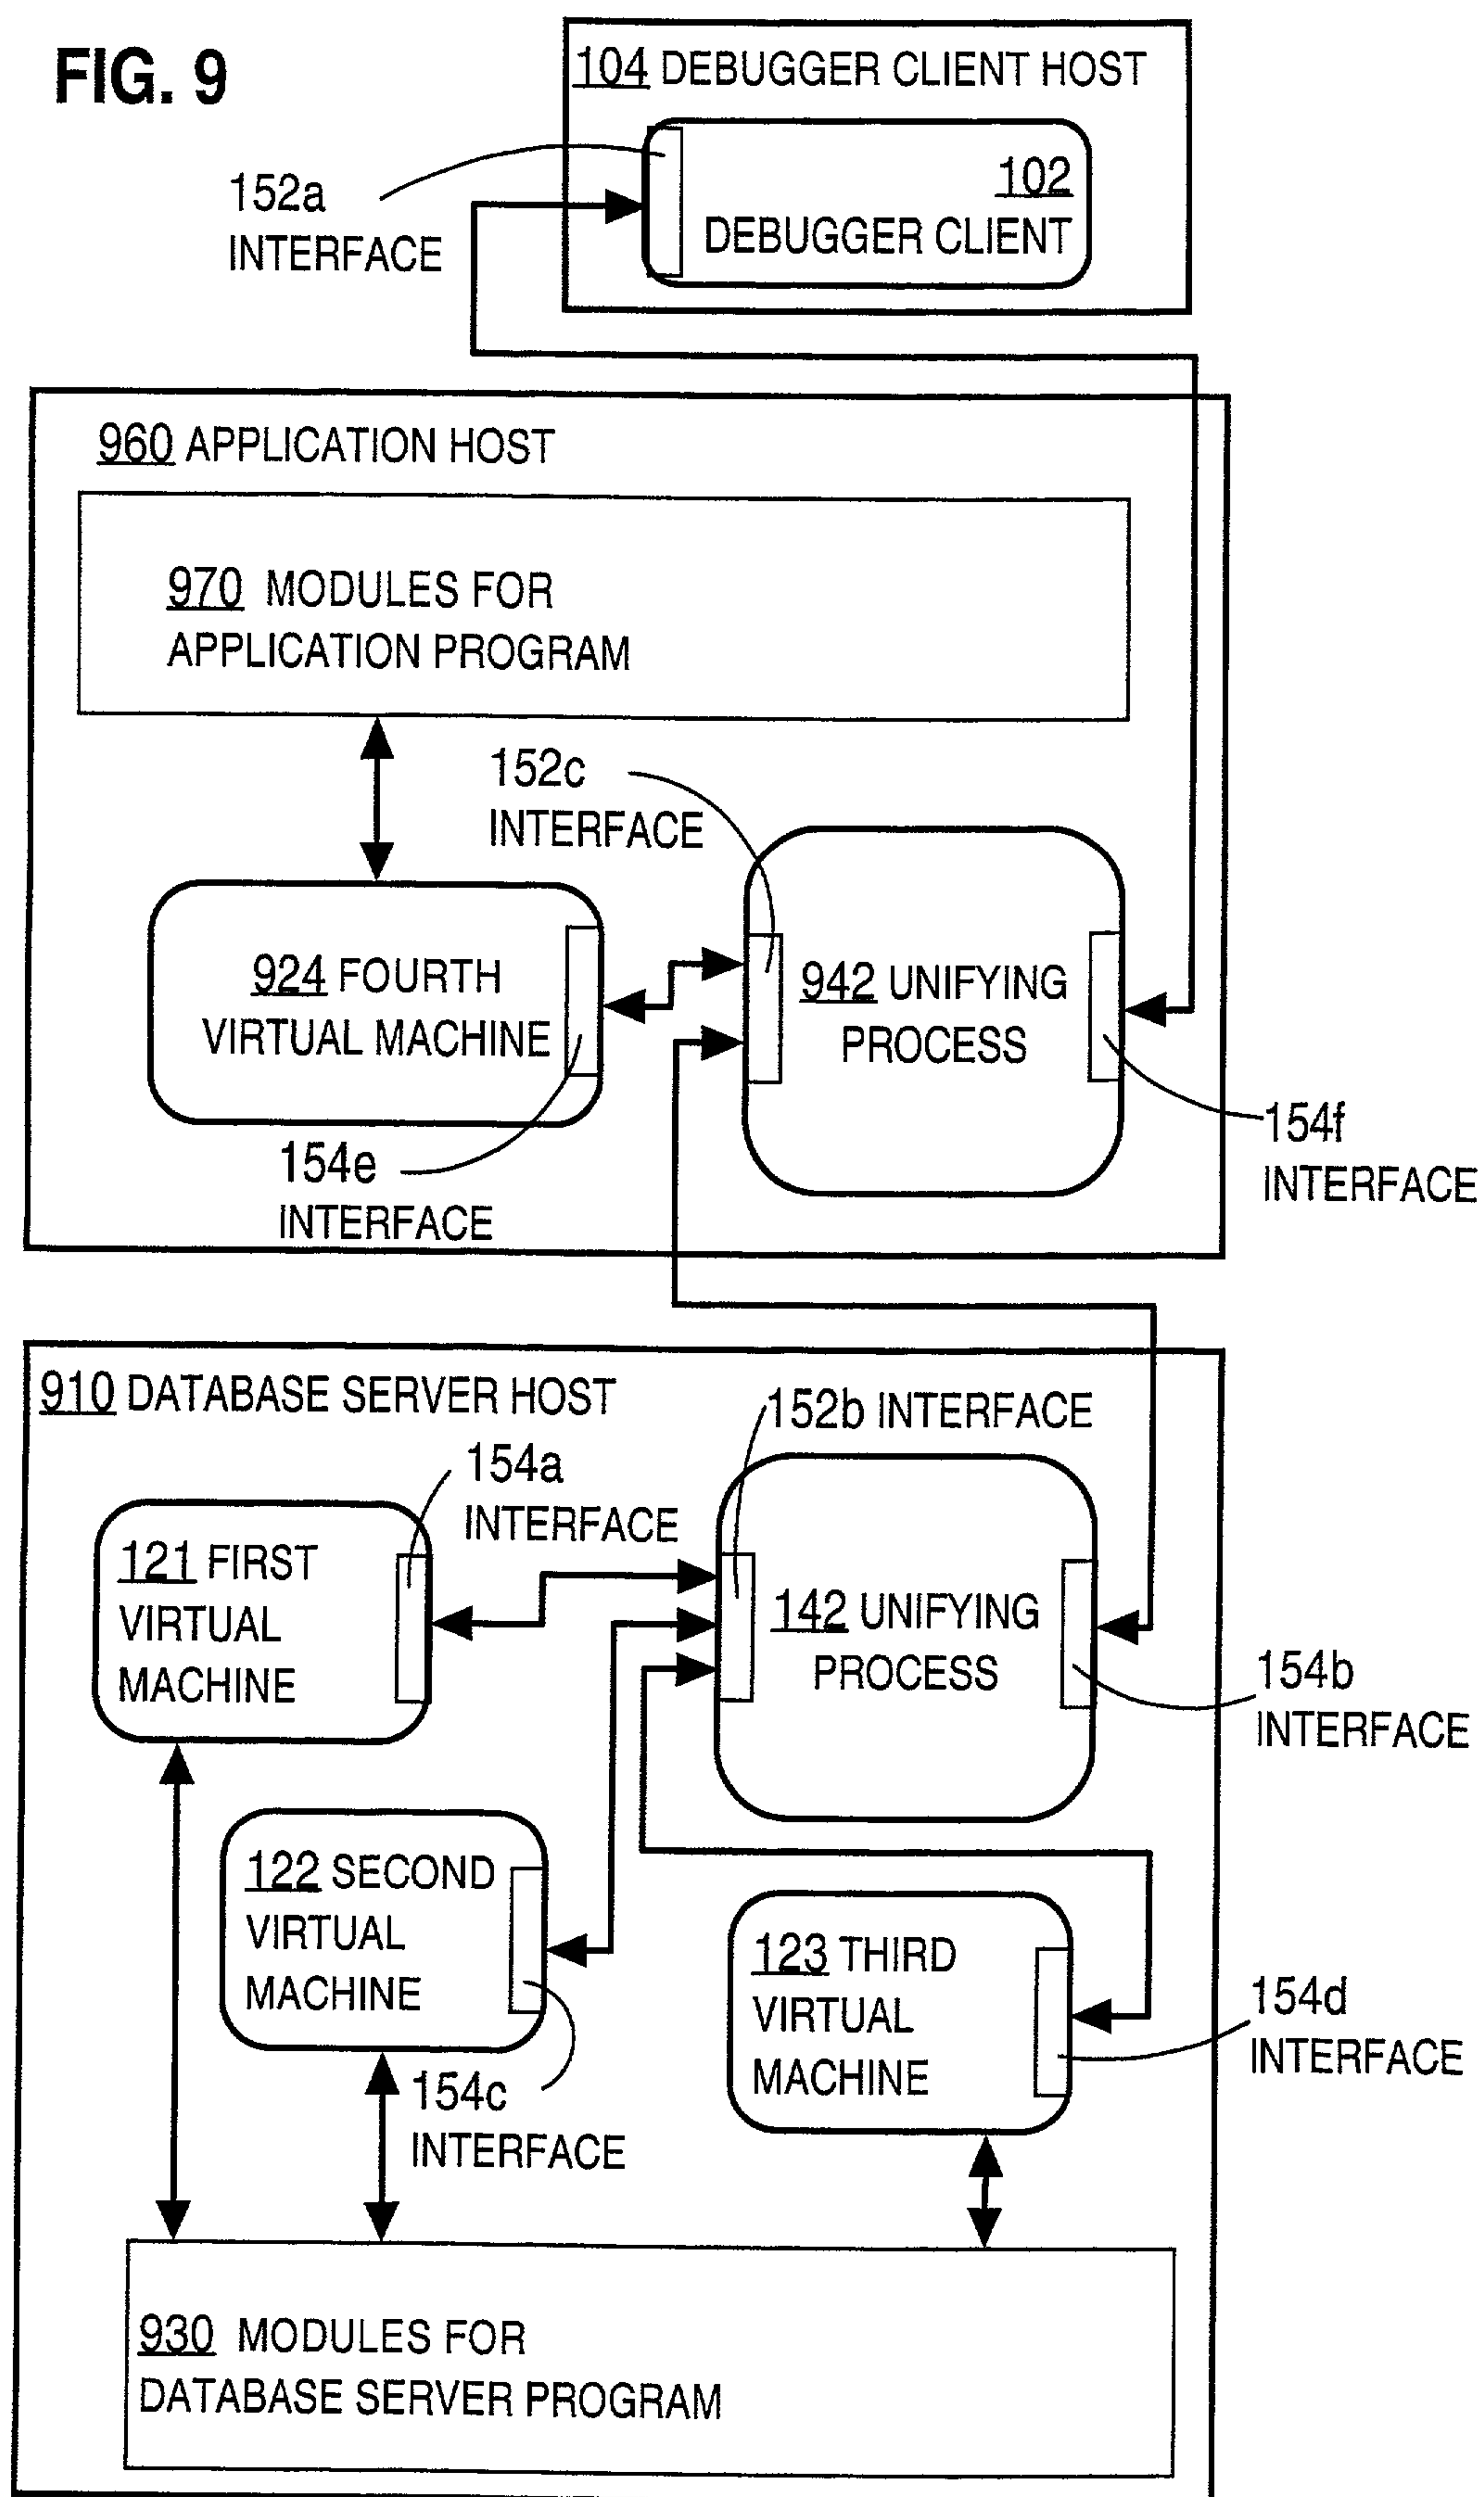 FIG. 9
104 DEBUGGER CLIENT HOST
152a
INTERFACE
102
DEBUGGER CLIENT
960 APPLICATION HOST
970 MODULES FOR
APPLICATION PROGRAM
152c
INTERFACE
924 FOURTH
VIRTUAL MACHINE
942 UNIFYING
PROCESS
154e
INTERFACE
154f
INTERFACE
910 DATABASE SERVER HOST
152b INTERFACE
154a
INTERFACE
121 FIRST
VIRTUAL
MACHINE
142 UNIFYING
PROCESS
154b
INTERFACE
122 SECOND
VIRTUAL
MACHINE
123 THIRD
VIRTUAL
MACHINE
154d
INTERFACE
154c
INTERFACE
930 MODULES FOR
DATABASE SERVER PROGRAM